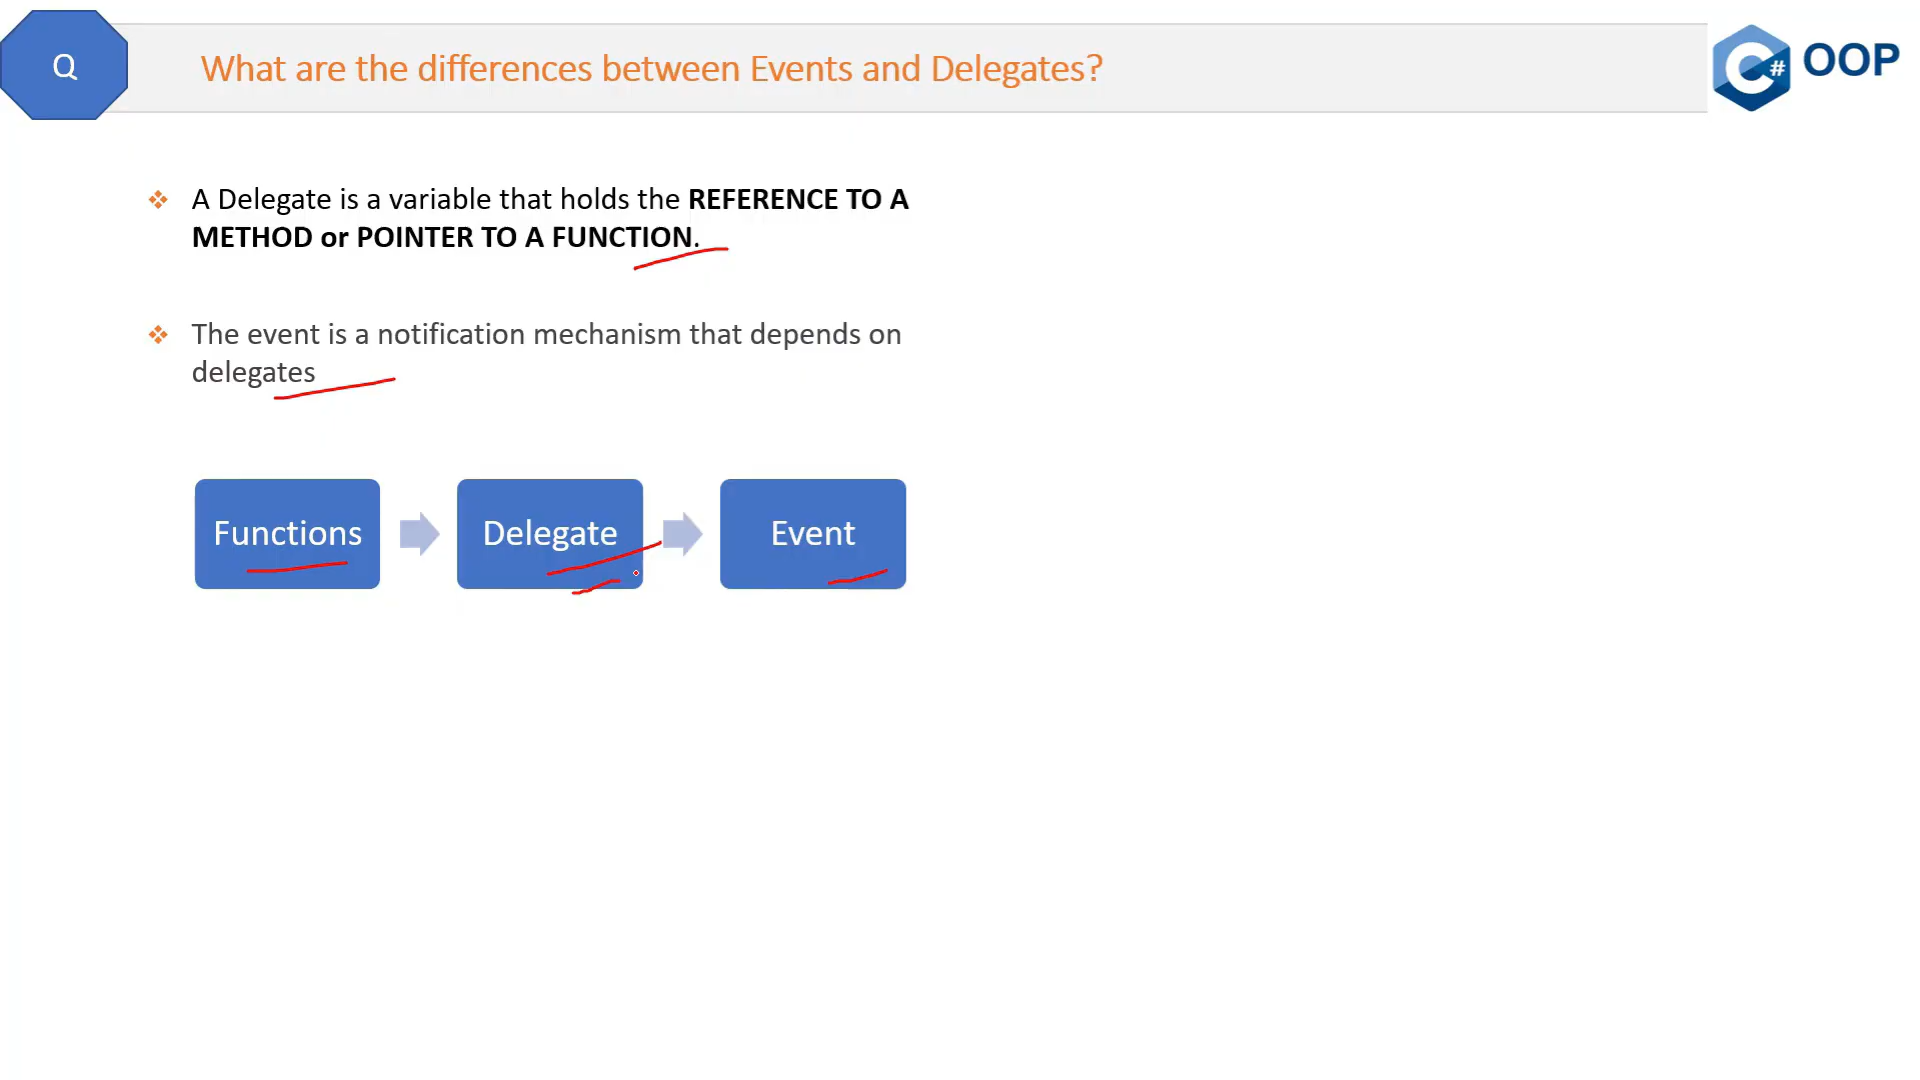 Q
What are the differences between Events and Delegates?
C# OOP
A Delegate is a variable that holds the REFERENCE TO A
METHOD or POINTER TO A FUNCTION.
The event is a notification mechanism that depends on
delegates
Functions
Delegate
Event